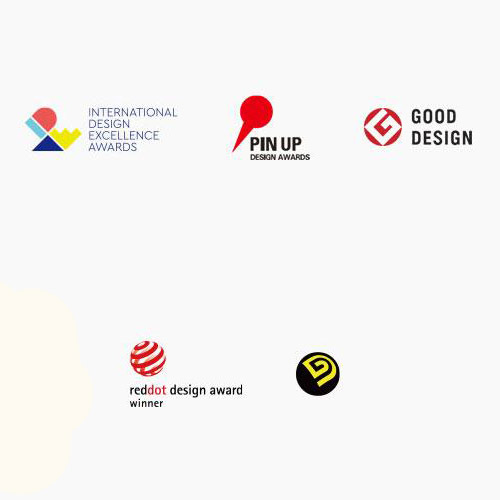 INTERNATIONAL
DESIGN
EXCELLENCE
AWARDS
PIN UP
DESIGN AWARDS
GOOD
DESIGN
reddot design award
winner